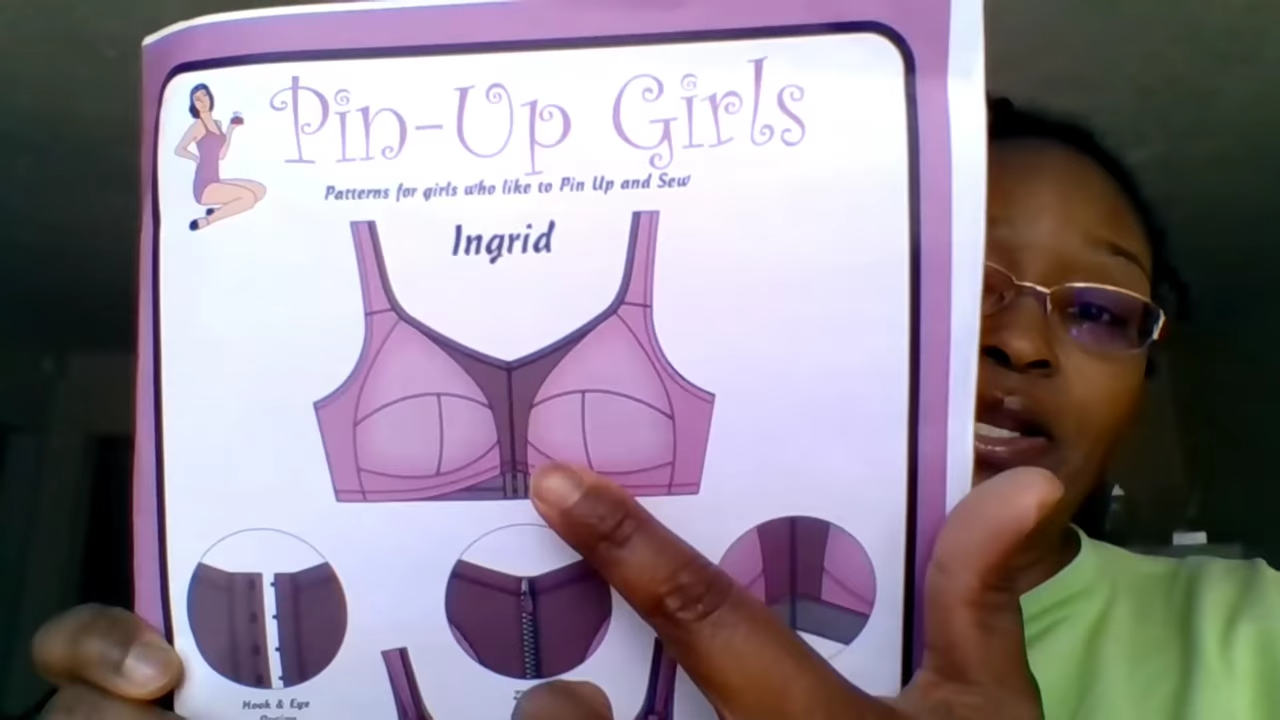 Pin-Up Girls
Patterns for girls who like to Pin Up and Sew
Ingrid
Hook & Eye